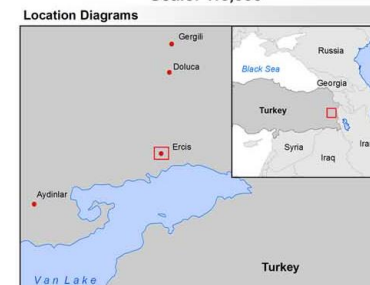 Location Diagrams
Gergili
Doluca
Ercis
Aydinlar
Van Lake
Turkey
Russia
Black Sea
Georgia
Turkey
Syria
Iraq